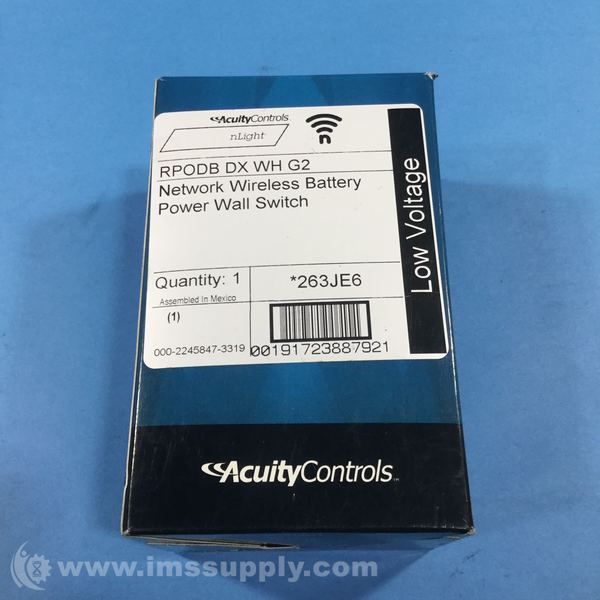 AcuityControls
nLight
n
RPODB DX WH G2
Network Wireless Battery
Power Wall Switch
Low Voltage
Quantity: 1
*263JE6
Assembled in Mexico
(1)
000-2245847-3319
00191723887921
AcuityControls
www.imssupply.com